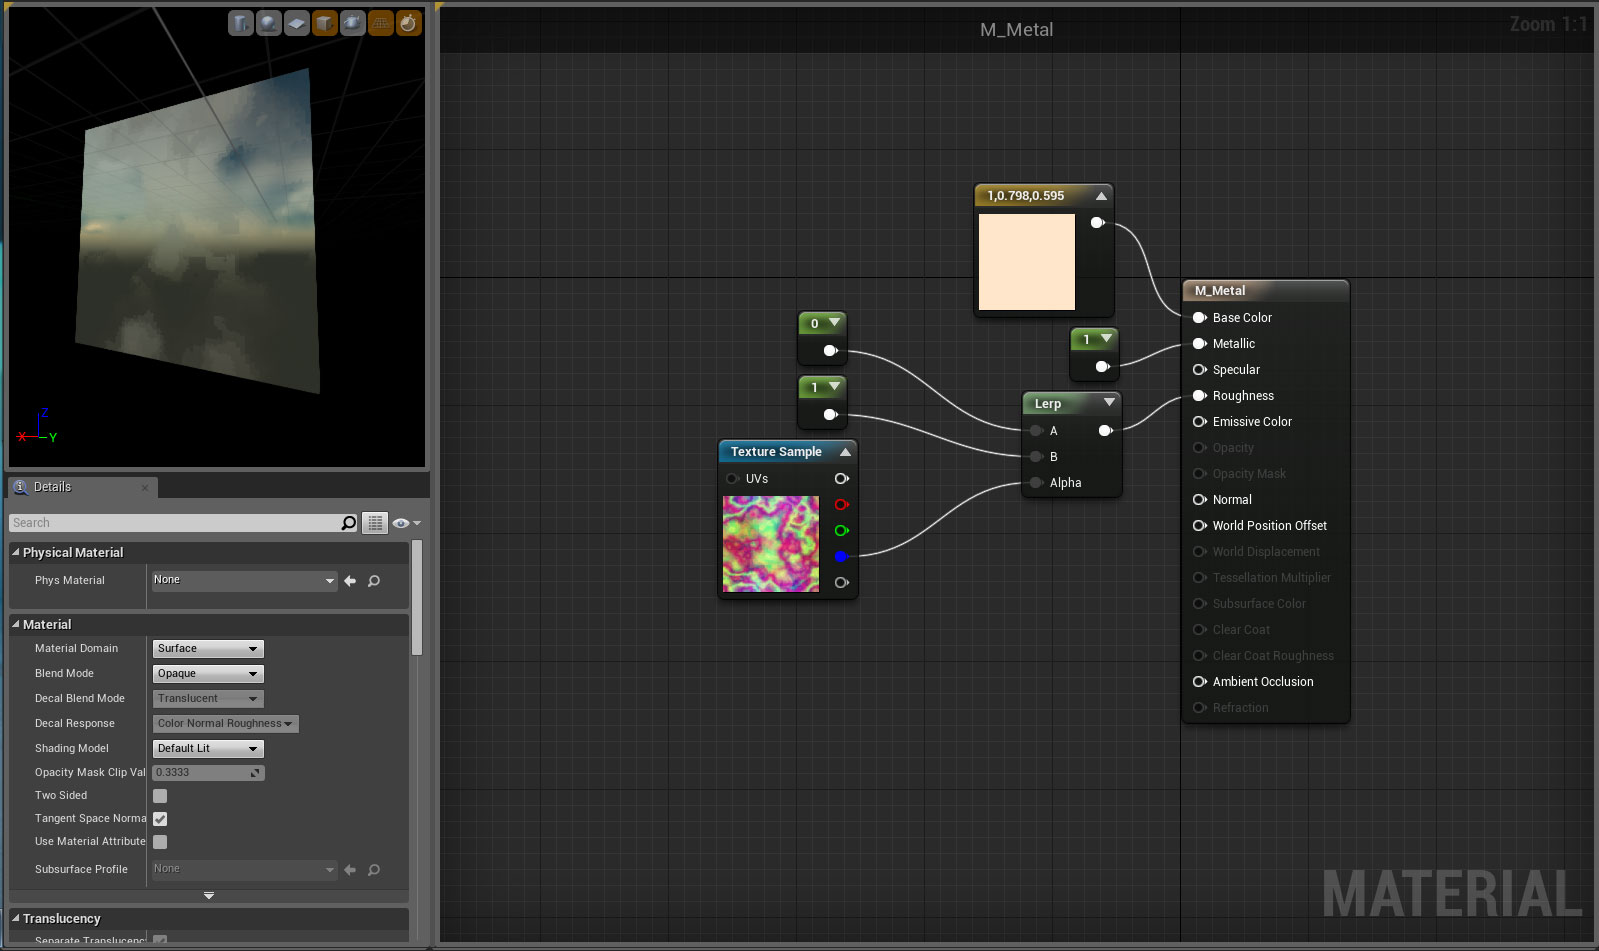 M_Metal
Zoom 1:1
Z
X
Y
1,0.798,0.595
0
1
1
Lerp
A
B
Alpha
Texture Sample
UVs
M_Metal
Base Color
Metallic
Specular
Roughness
Emissive Color
Opacity
Opacity Mask
Normal
World Position Offset
World Displacement
Tessellation Multiplier
Subsurface Color
Clear Coat
Clear Coat Roughness
Ambient Occlusion
Refraction
MATERIAL
Details
Search
Physical Material
Phys Material None
Material
Material Domain Surface
Blend Mode Opaque
Decal Blend Mode Translucent
Decal Response Color Normal Roughness
Shading Model Default Lit
Opacity Mask Clip Val 0.3333
Two Sided
Tangent Space Norma
Use Material Attribute
Subsurface Profile None
Translucency
Separate Translucenc